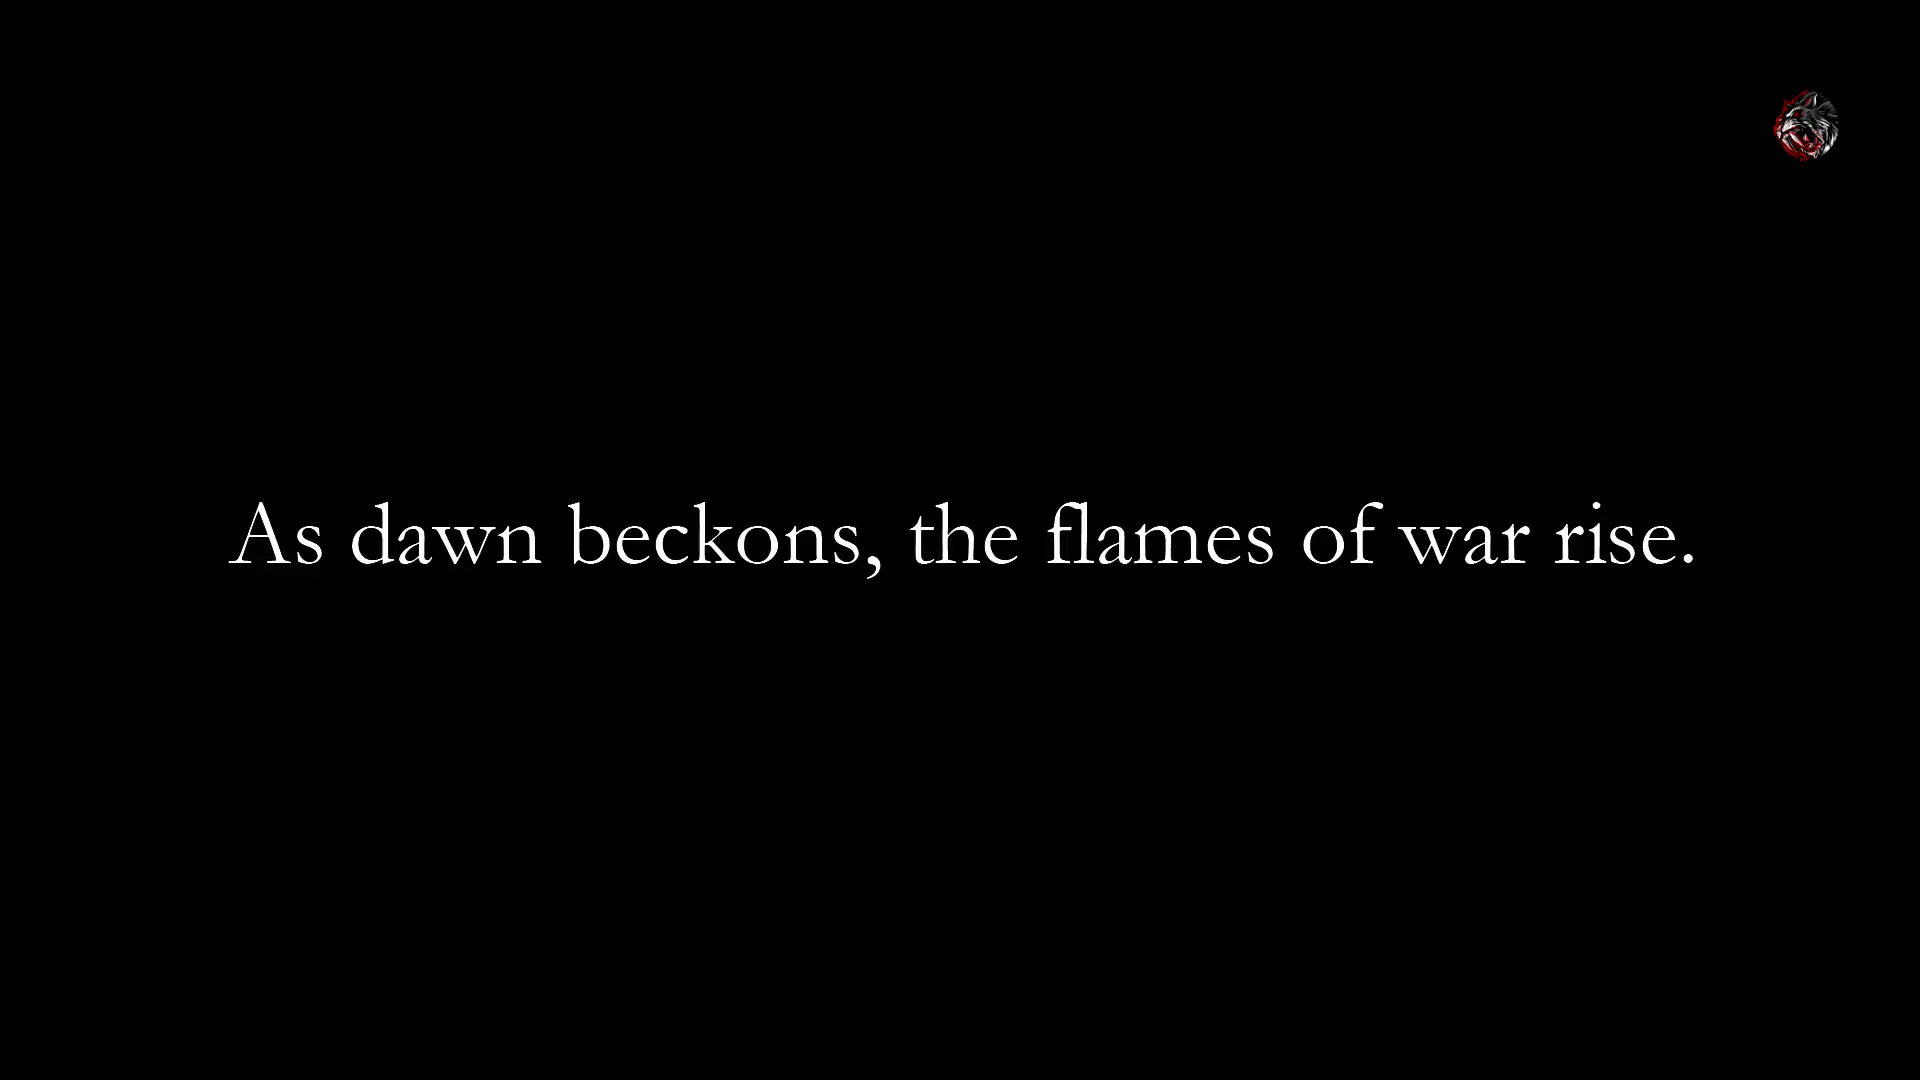 As dawn beckons, the flames of war rise.